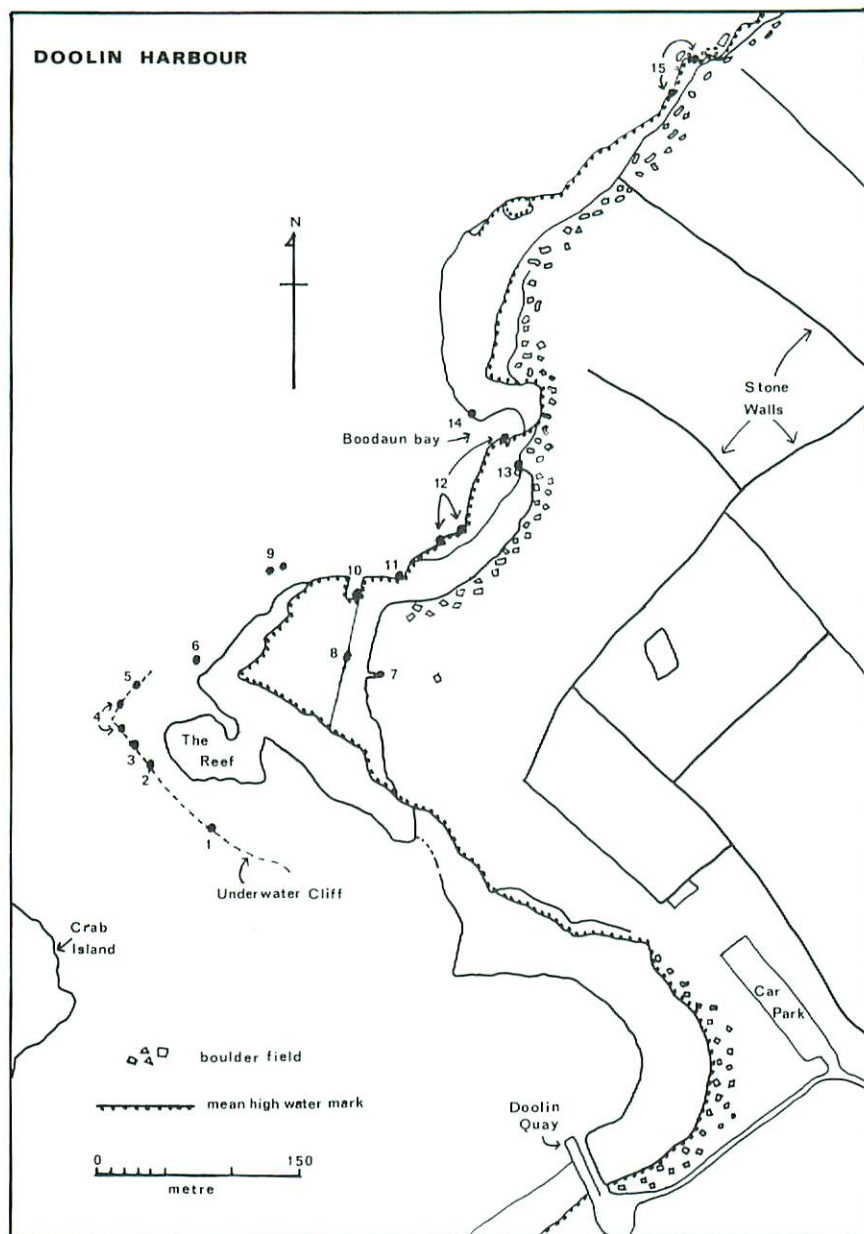 DOOLIN HARBOUR
15
N
Stone
Walls
14
Boodaun bay
13
12
11
10
9
8
7
6
5
4
3
2
1
The
Reef
Underwater Cliff
Crab
Island
Car
Park
boulder field
mean high water mark
Doolin
Quay
0 150
metre